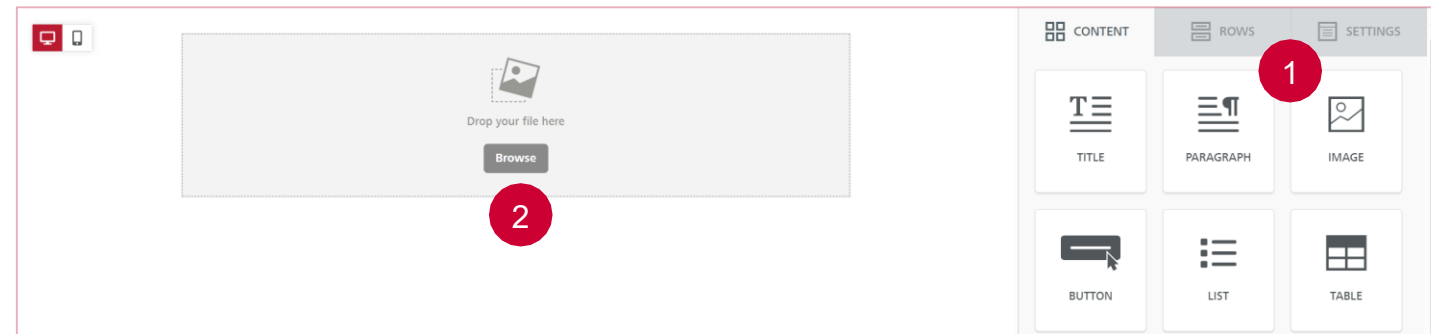 CONTENT
ROWS
SETTINGS
1
Drop your file here
Browse
2
TITLE
PARAGRAPH
IMAGE
BUTTON
LIST
TABLE